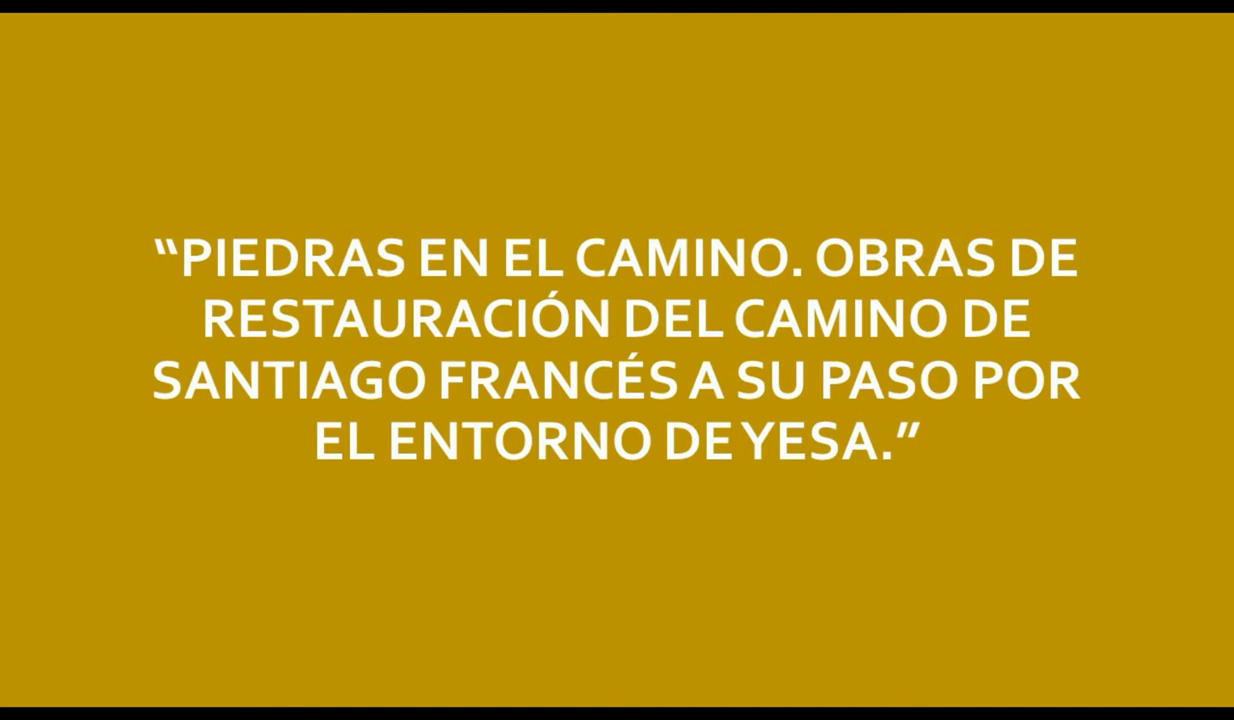 “PIEDRAS EN EL CAMINO. OBRAS DE
RESTAURACIÓN DEL CAMINO DE
SANTIAGO FRANCÉS A SU PASO POR
EL ENTORNO DE YESA.”